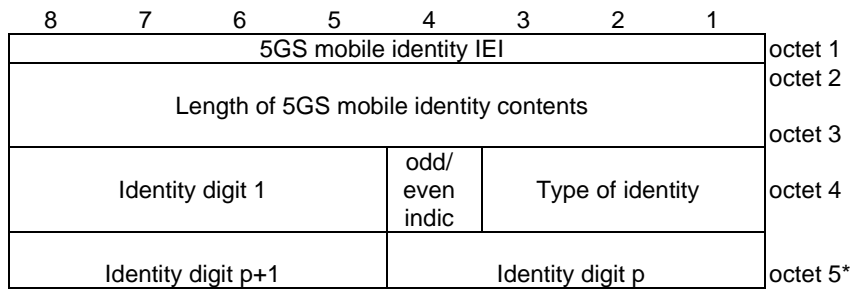 8 7 6 5 4 3 2 1
5GS mobile identity IEI octet 1
octet 2
Length of 5GS mobile identity contents
octet 3
odd/
Identity digit 1 even Type of identity octet 4
indic
Identity digit p+1 Identity digit p octet 5*